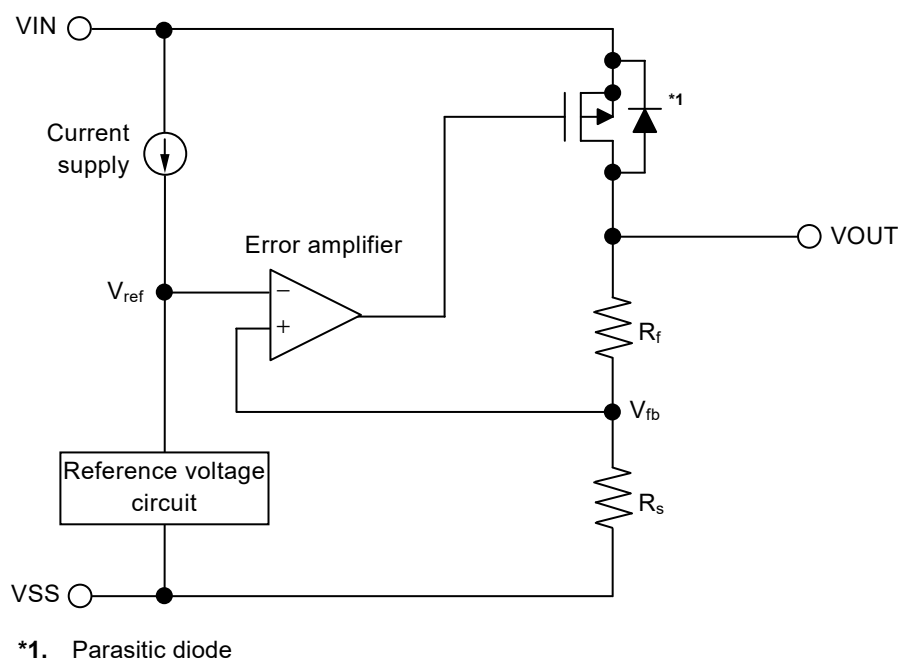 VIN
*1
Current
supply
Error amplifier
VOUT
Vref
−
+
Rf
Vfb
Reference voltage
circuit
Rs
VSS
*1. Parasitic diode